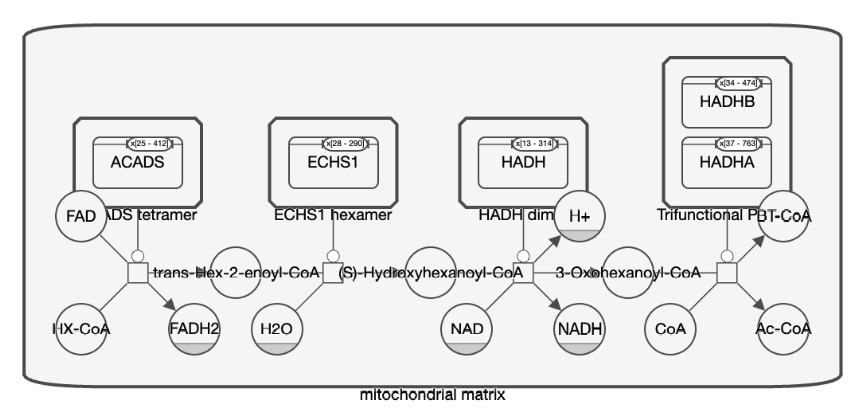 x[34 - 474]
HADHB
x[25 - 412]
ACADS
x[28 - 290]
ECHS1
x[13 - 314]
HADH
x[37 - 763]
HADHA
FAD
ADS tetramer
ECHS1 hexamer
HADH dim
H+
Trifunctional P
BT-CoA
trans-Hex-2-enoyl-CoA
(S)-Hydroxyhexanoyl-CoA
3-Oxohexanoyl-CoA
HX-CoA
FADH2
H2O
NAD
NADH
CoA
Ac-CoA
mitochondrial matrix